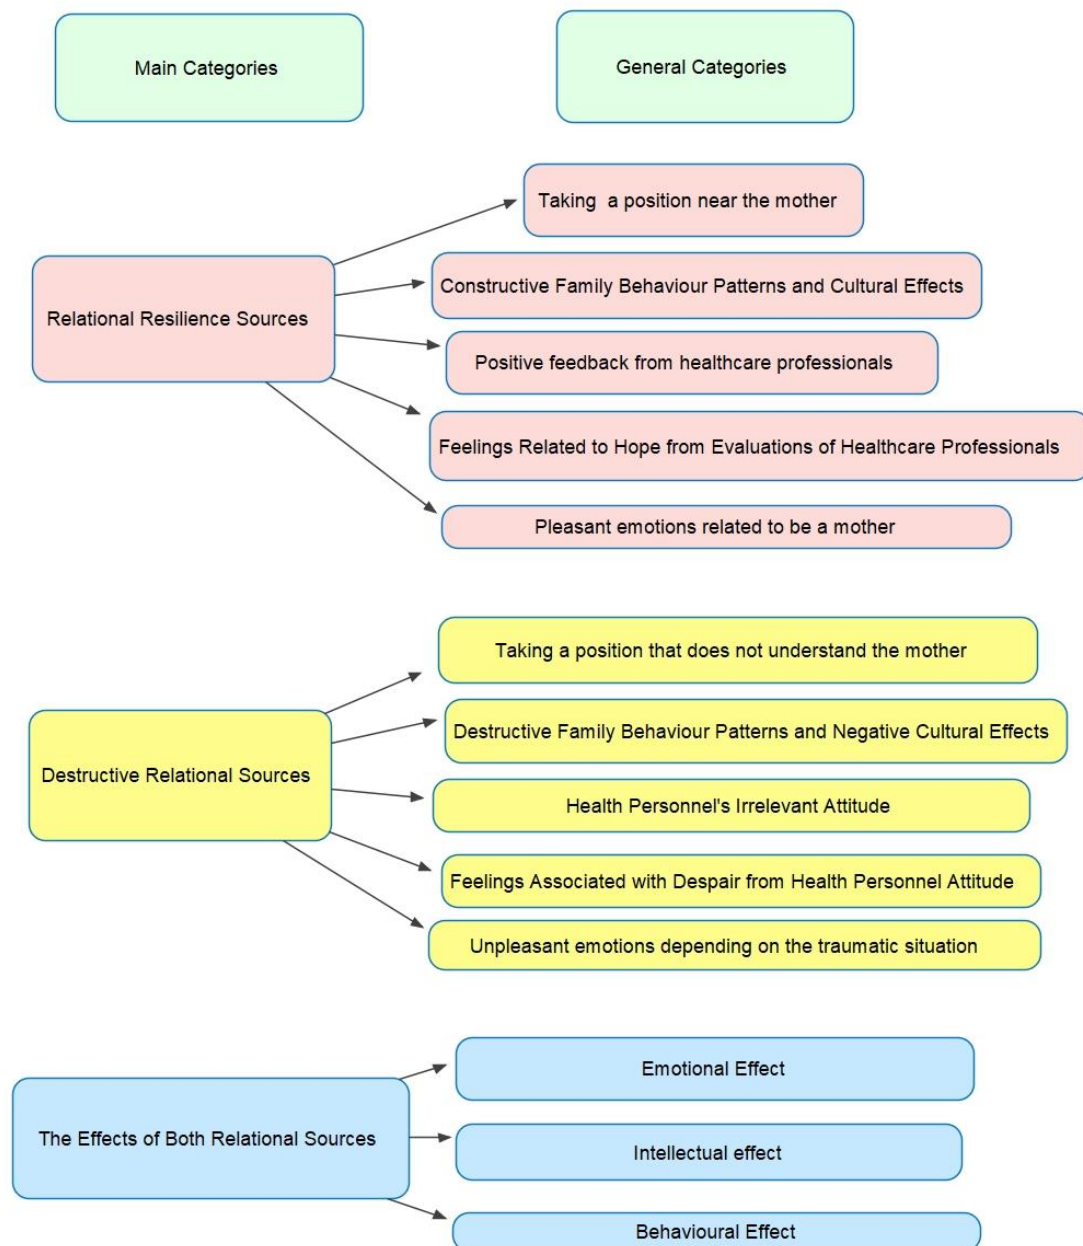 Main Categories
General Categories
Taking a position near the mother
Constructive Family Behaviour Patterns and Cultural Effects
Relational Resilience Sources
Positive feedback from healthcare professionals
Feelings Related to Hope from Evaluations of Healthcare Professionals
Pleasant emotions related to be a mother
Taking a position that does not understand the mother
Destructive Family Behaviour Patterns and Negative Cultural Effects
Destructive Relational Sources
Health Personnel's Irrelevant Attitude
Feelings Associated with Despair from Health Personnel Attitude
Unpleasant emotions depending on the traumatic situation
Emotional Effect
The Effects of Both Relational Sources
Intellectual effect
Behavioural Effect